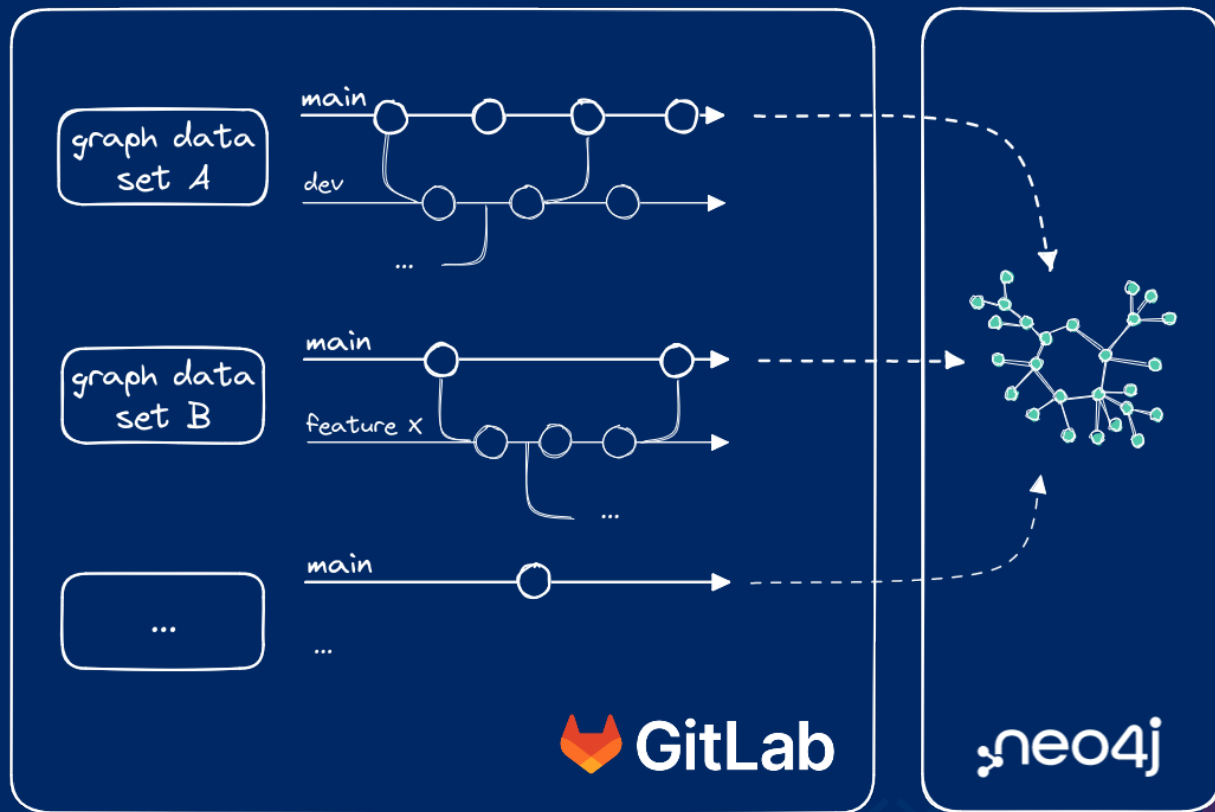 main
graph data
set A
dev
...
main
graph data
set B
feature x
...
main
...
...
GitLab
neo4j